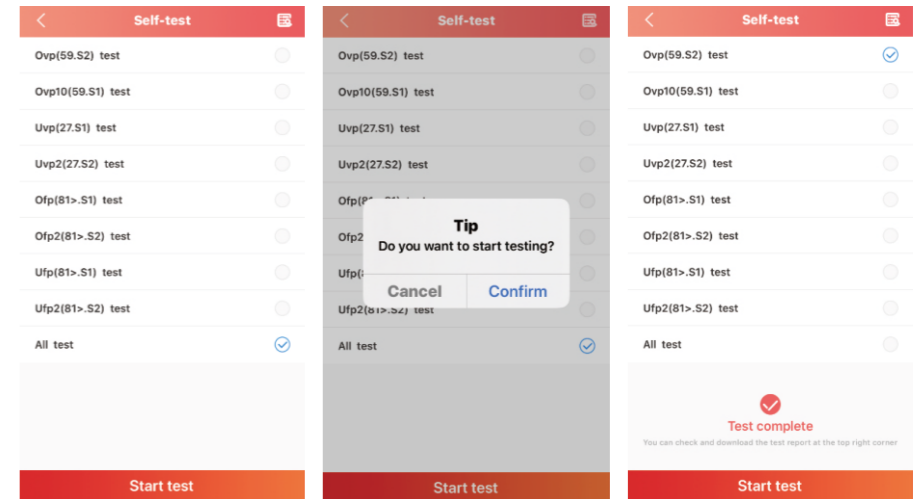 Self-test
Ovp(59.S2) test
Ovp10(59.S1) test
Uvp(27.S1) test
Uvp2(27.S2) test
Ofp(81>.S1) test
Ofp2(81>.S2) test
Ufp(81>.S1) test
Ufp2(81>.S2) test
All test
Start test
Self-test
Ovp(59.S2) test
Ovp10(59.S1) test
Uvp(27.S1) test
Uvp2(27.S2) test
Ofp2
Tip
Do you want to start testing?
Cancel
Confirm
Ufp2(81>.S2) test
All test
Start test
Self-test
Ovp(59.S2) test
Ovp10(59.S1) test
Uvp(27.S1) test
Uvp2(27.S2) test
Ofp(81>.S1) test
Ofp2(81>.S2) test
Ufp(81>.S1) test
Ufp2(81>.S2) test
All test
Test complete
You can check and download the test report at the top right corner
Start test